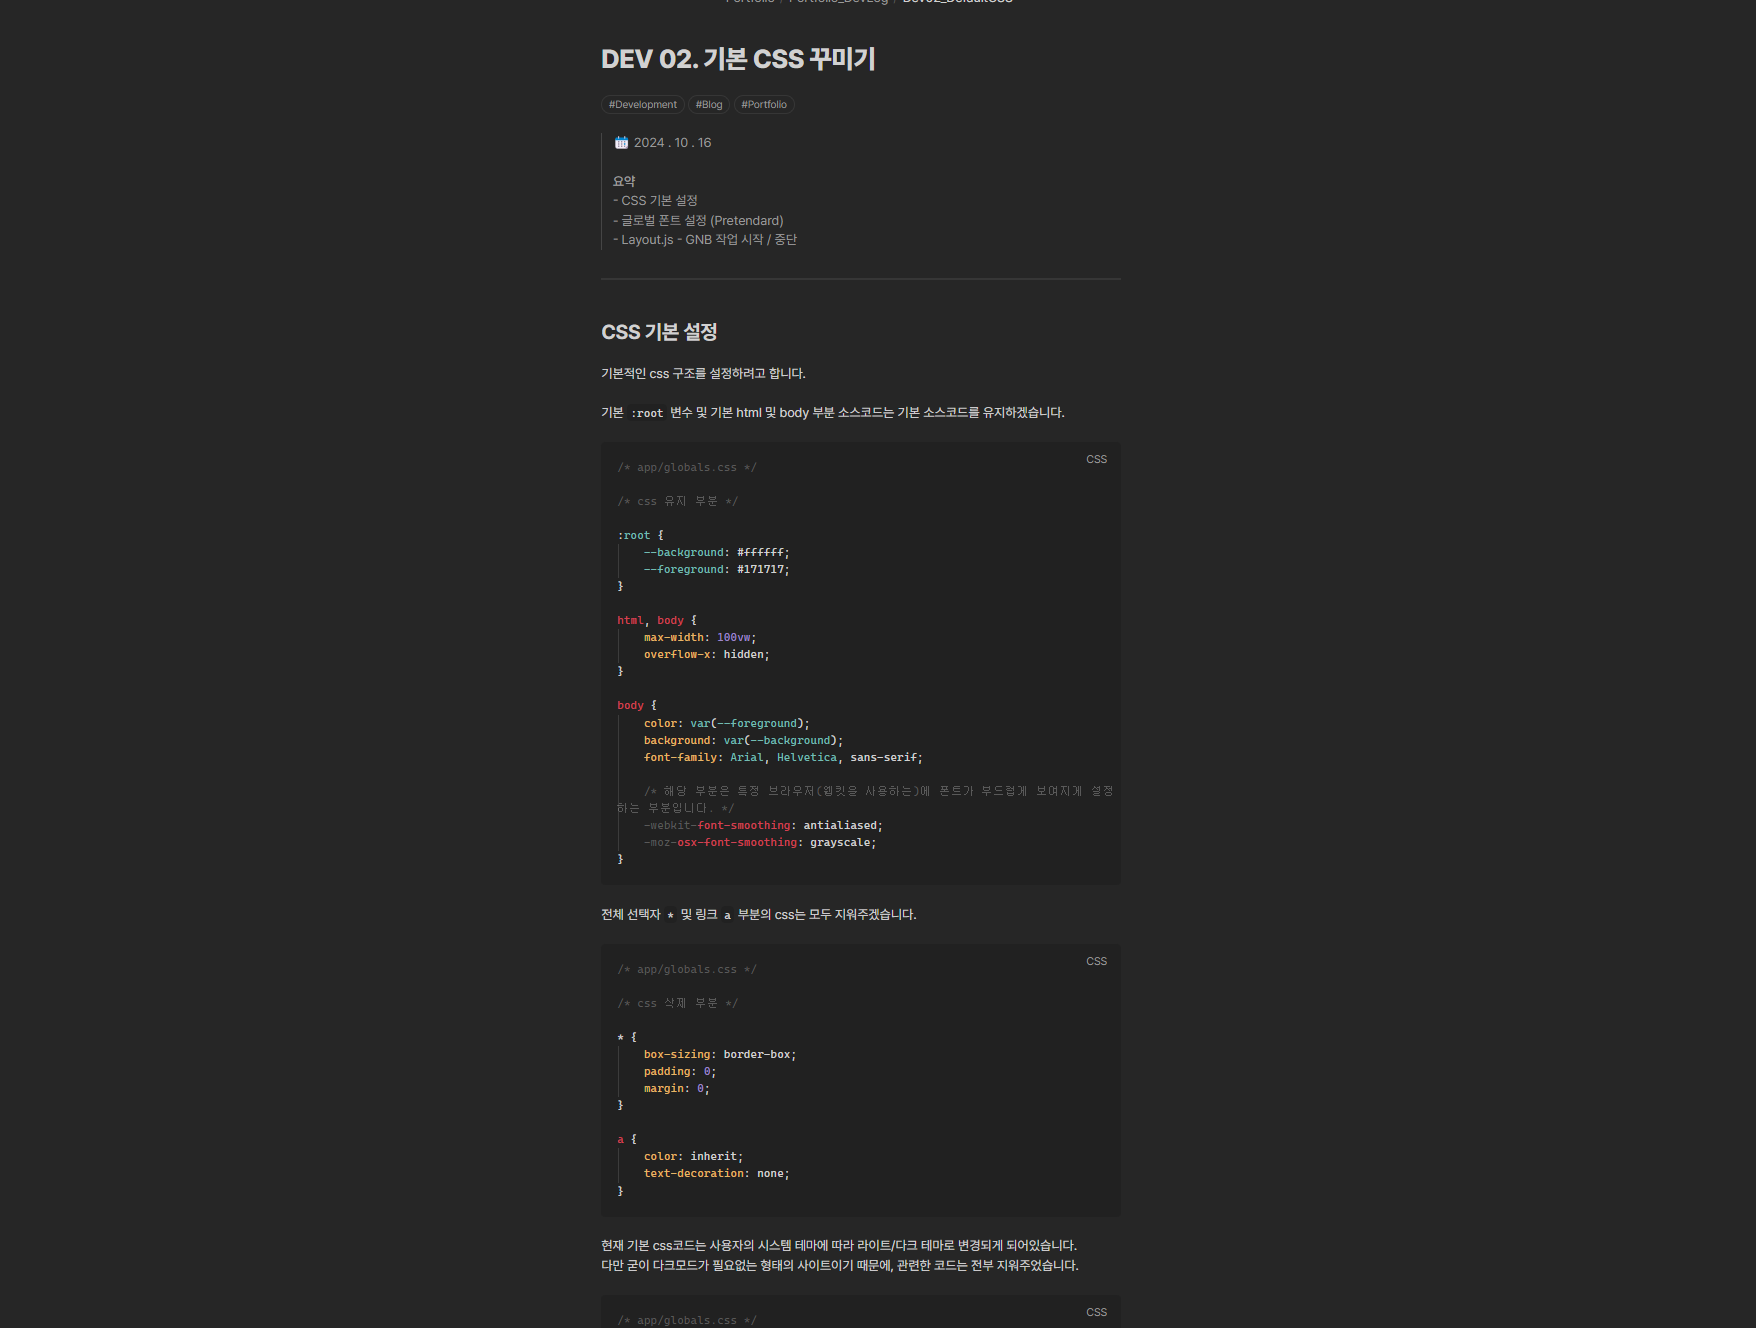 Portfolio / Portfolio_DevLog / Dev02_DefaultCSS
DEV 02. 기본 CSS 꾸미기
#Development #Blog #Portfolio
2024 . 10 . 16
요약
- CSS 기본 설정
- 글로벌 폰트 설정 (Pretendard)
- Layout.js - GNB 작업 시작 / 중단
CSS 기본 설정
기본적인 css 구조를 설정하려고 합니다.
기본 :root 변수 및 기본 html 및 body 부분 소스코드는 기본 소스코드를 유지하겠습니다.
CSS
/* app/globals.css */
/* css 유지 부분 */
:root {
--background: #ffffff;
--foreground: #171717;
}
html, body {
max-width: 100vw;
overflow-x: hidden;
}
body {
color: var(--foreground);
background: var(--background);
font-family: Arial, Helvetica, sans-serif;
/* 해당 부분은 특정 브라우저(웹킷을 사용하는)에 폰트가 부드럽게 보여지게 설정
하는 부분입니다. */
-webkit-font-smoothing: antialiased;
-moz-osx-font-smoothing: grayscale;
}
전체 선택자 * 및 링크 a 부분의 css는 모두 지워주겠습니다.
CSS
/* app/globals.css */
/* css 삭제 부분 */
* {
box-sizing: border-box;
padding: 0;
margin: 0;
}
a {
color: inherit;
text-decoration: none;
}
현재 기본 css코드는 사용자의 시스템 테마에 따라 라이트/다크 테마로 변경되게 되어있습니다.
다만 굳이 다크모드가 필요없는 형태의 사이트이기 때문에, 관련한 코드는 전부 지워주었습니다.
CSS
/* app/globals.css */